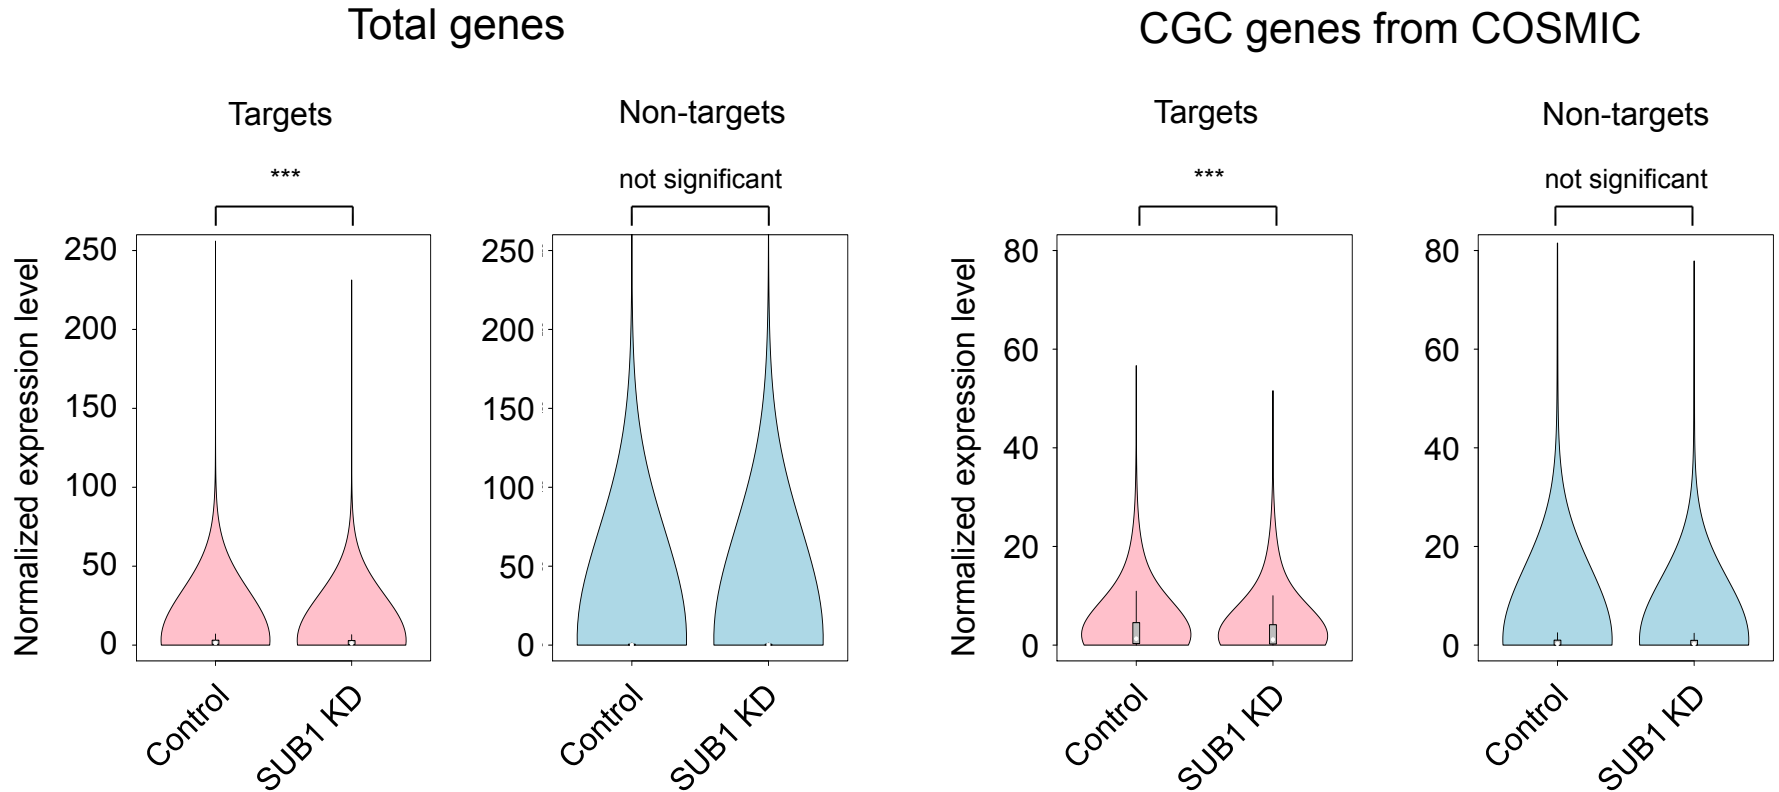 Total genes
CGC genes from COSMIC
Targets
Non-targets
Targets
Non-targets
***
not significant
***
not significant
Normalized expression level
250
200
150
100
50
0
250
200
150
100
50
0
Normalized expression level
80
60
40
20
0
80
60
40
20
0
Control
SUB1 KD
Control
SUB1 KD
Control
SUB1 KD
Control
SUB1 KD